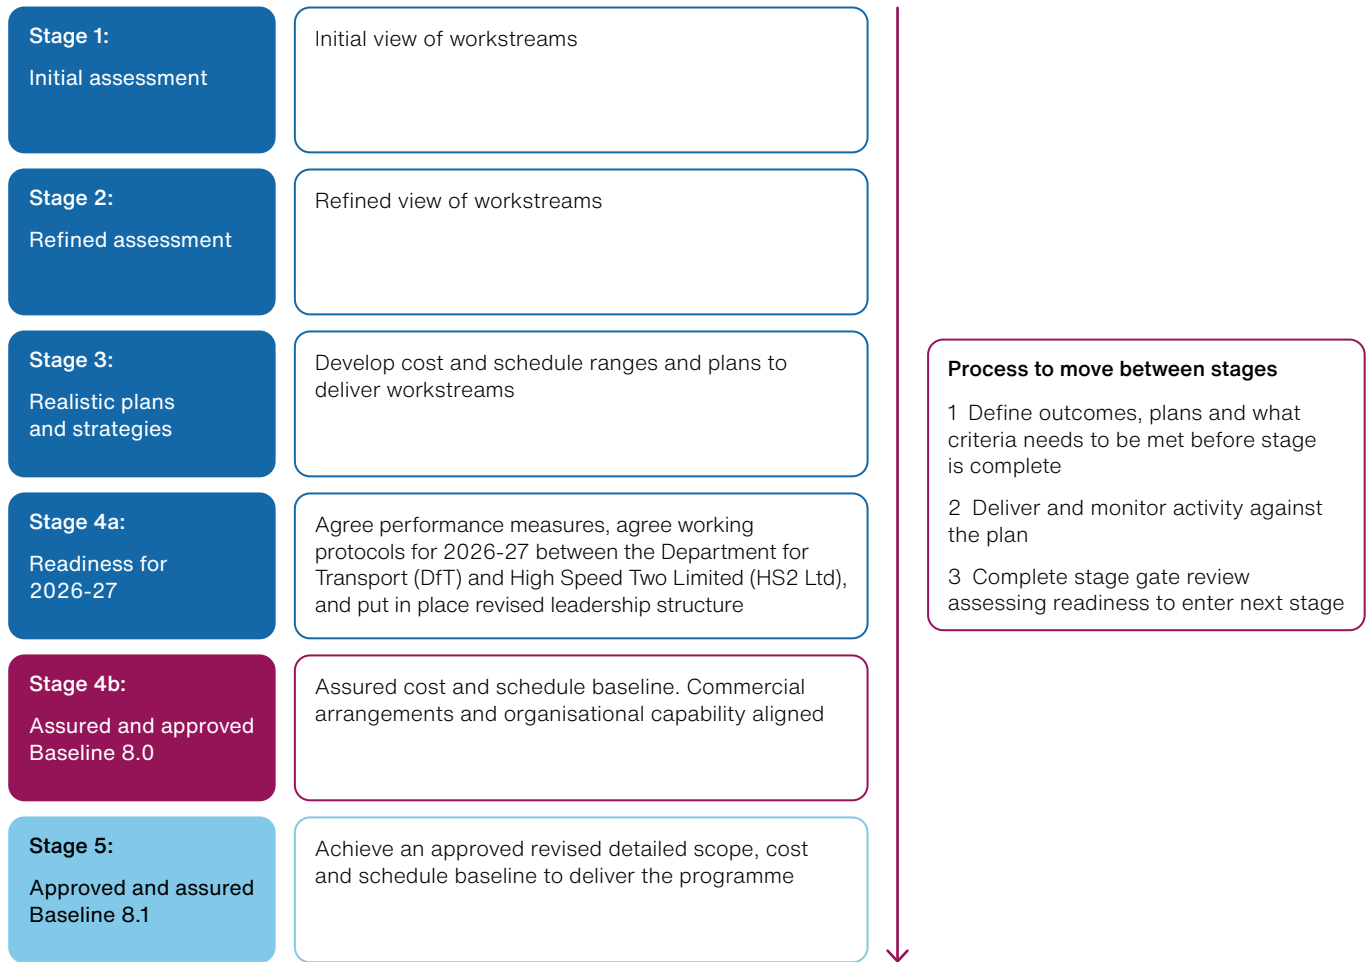 Stage 1:
Initial assessment
Initial view of workstreams
Stage 2:
Refined assessment
Refined view of workstreams
Stage 3:
Realistic plans
and strategies
Develop cost and schedule ranges and plans to
deliver workstreams
Stage 4a:
Readiness for
2026-27
Agree performance measures, agree working
protocols for 2026-27 between the Department for
Transport (DfT) and High Speed Two Limited (HS2 Ltd),
and put in place revised leadership structure
Stage 4b:
Assured and approved
Baseline 8.0
Assured cost and schedule baseline. Commercial
arrangements and organisational capability aligned
Stage 5:
Approved and assured
Baseline 8.1
Achieve an approved revised detailed scope, cost
and schedule baseline to deliver the programme
Process to move between stages
1 Define outcomes, plans and what
criteria needs to be met before stage
is complete
2 Deliver and monitor activity against
the plan
3 Complete stage gate review
assessing readiness to enter next stage